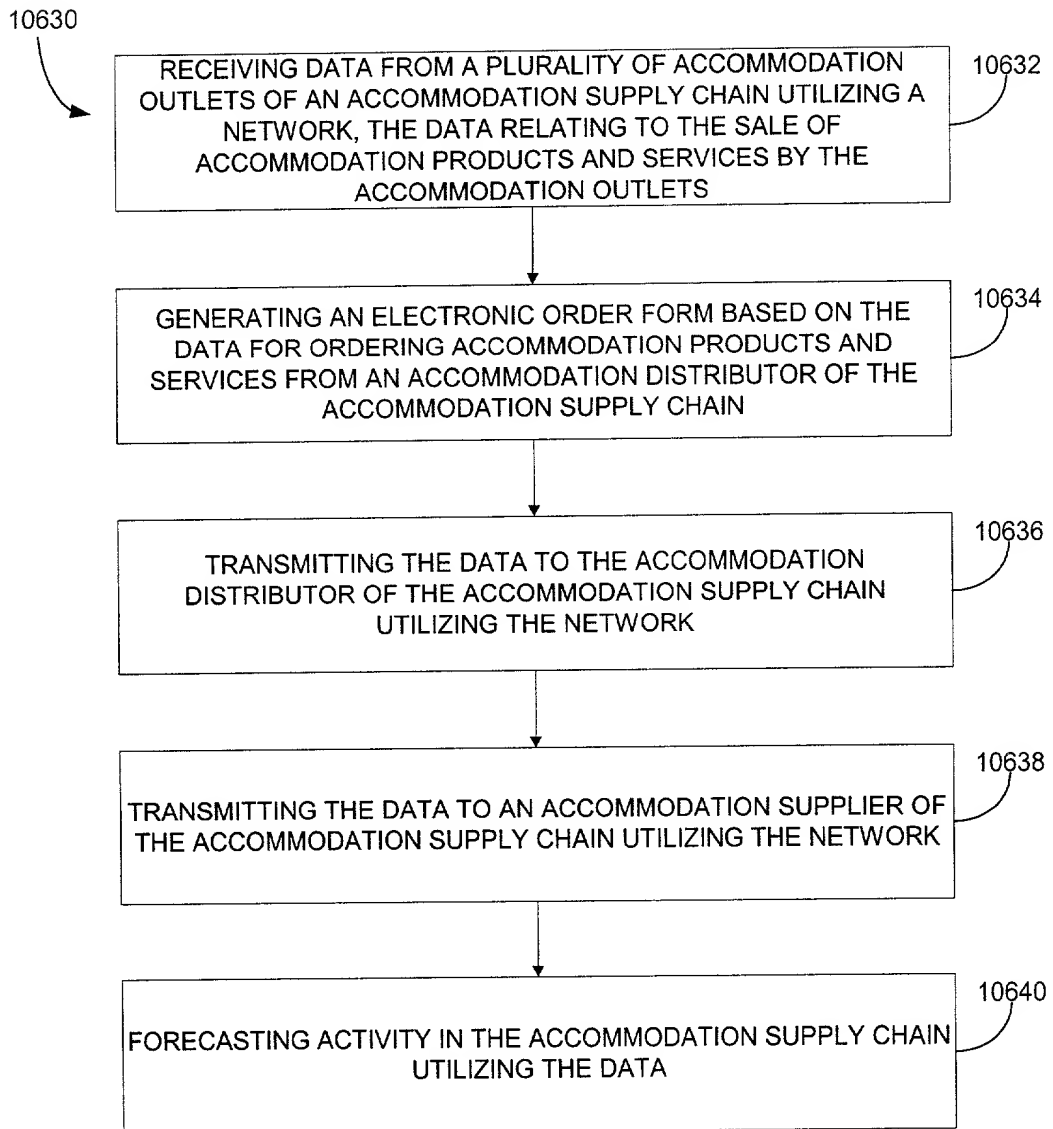 10630
RECEIVING DATA FROM A PLURALITY OF ACCOMMODATION
OUTLETS OF AN ACCOMMODATION SUPPLY CHAIN UTILIZING A
NETWORK, THE DATA RELATING TO THE SALE OF
ACCOMMODATION PRODUCTS AND SERVICES BY THE
ACCOMMODATION OUTLETS
10632
GENERATING AN ELECTRONIC ORDER FORM BASED ON THE
DATA FOR ORDERING ACCOMMODATION PRODUCTS AND
SERVICES FROM AN ACCOMMODATION DISTRIBUTOR OF THE
ACCOMMODATION SUPPLY CHAIN
10634
TRANSMITTING THE DATA TO THE ACCOMMODATION
DISTRIBUTOR OF THE ACCOMMODATION SUPPLY CHAIN
UTILIZING THE NETWORK
10636
TRANSMITTING THE DATA TO AN ACCOMMODATION SUPPLIER OF
THE ACCOMMODATION SUPPLY CHAIN UTILIZING THE NETWORK
10638
FORECASTING ACTIVITY IN THE ACCOMMODATION SUPPLY CHAIN
UTILIZING THE DATA
10640